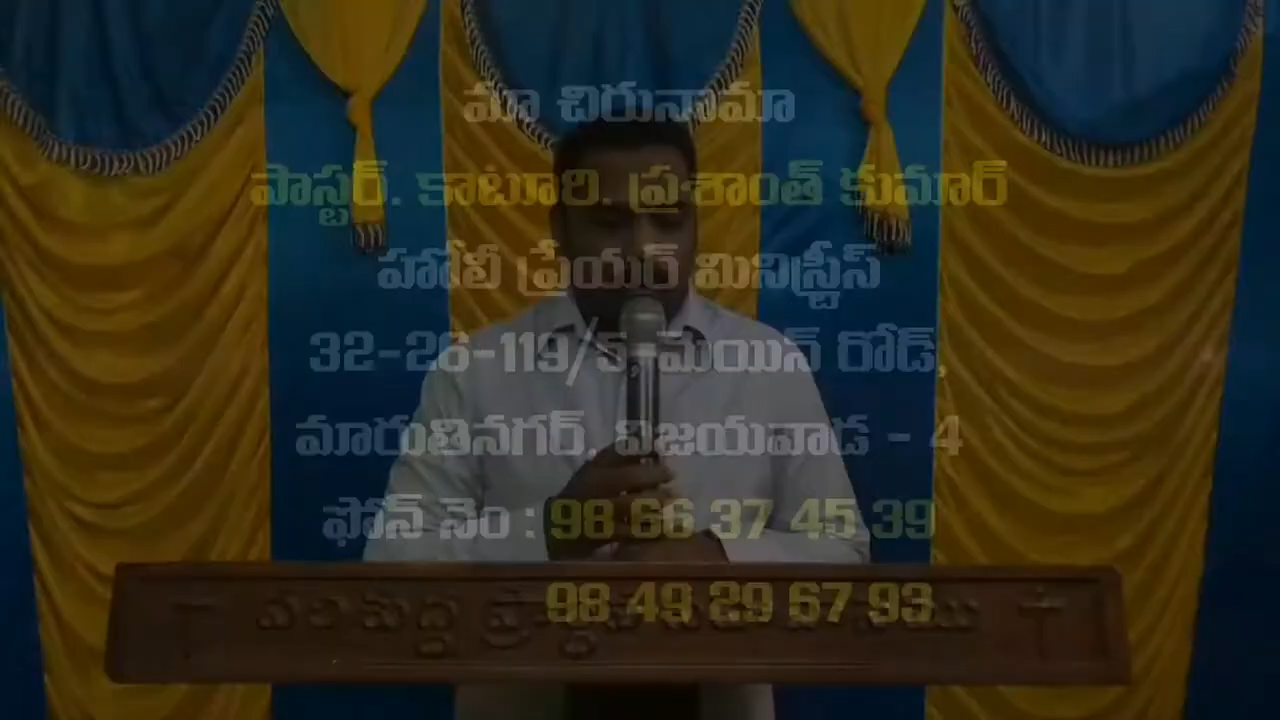 మా చిరునామా
పాస్టర్. కాటూరి. ప్రశాంత్ కుమార్
హోలీ ప్రేయర్ మినిస్ట్రీస్
32-26-119/5, మెయిన్ రోడ్,
మారుతినగర్, విజయవాడ - 4
ఫోన్ నెం : 98 66 37 45 39
98 49 29 67 93
పరిశుద్ధ